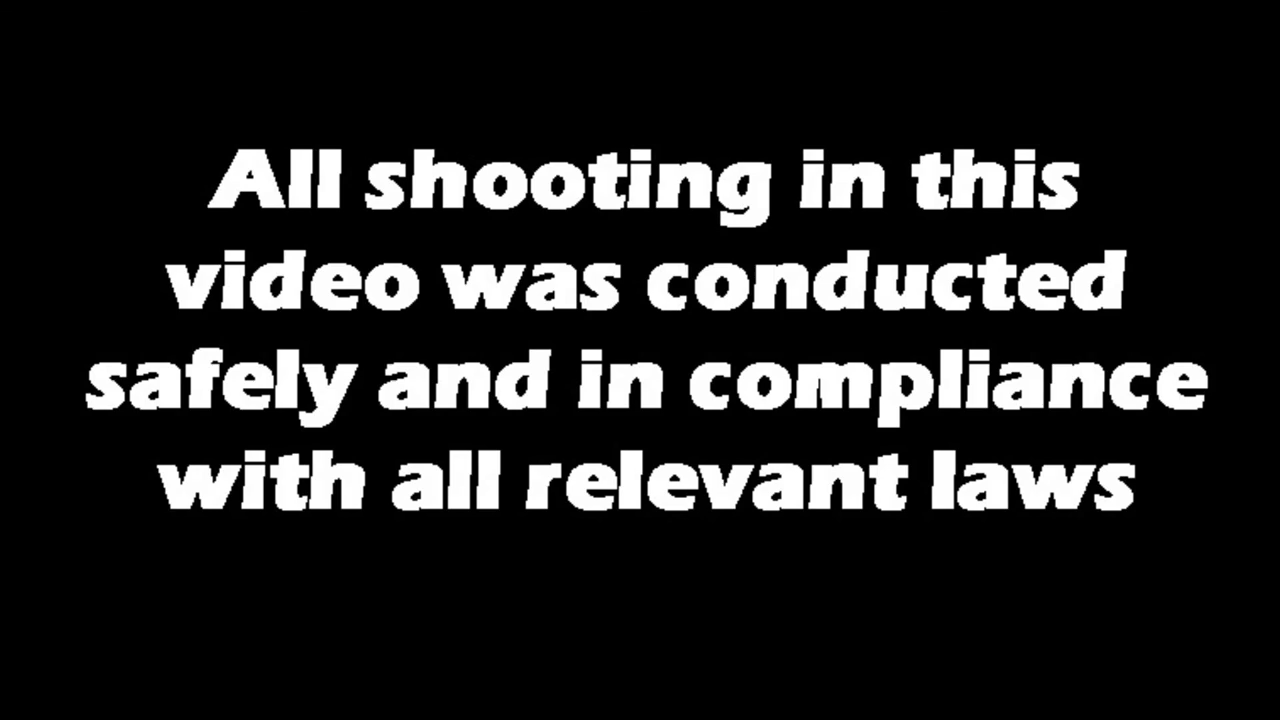 All shooting in this
video was conducted
safely and in compliance
with all relevant laws